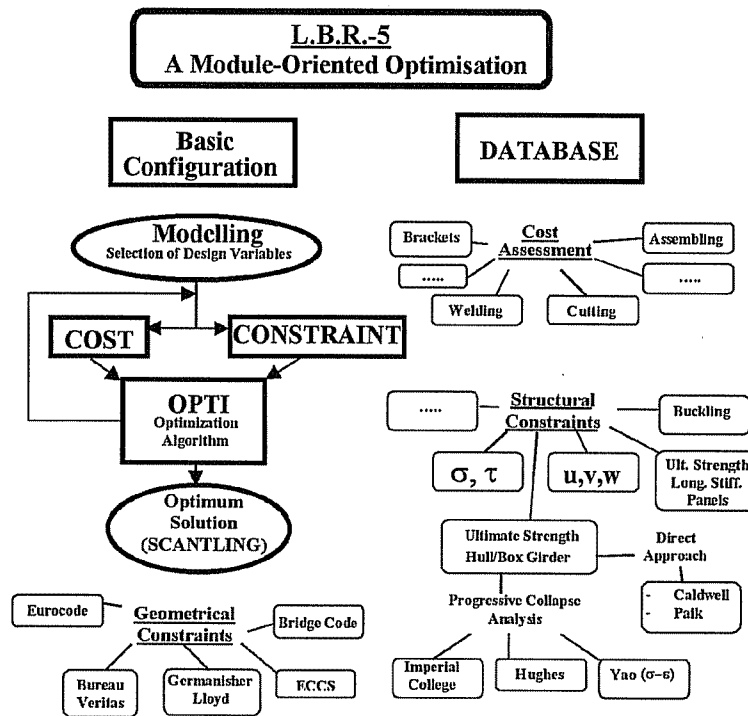 L.B.R.-5
A Module-Oriented Optimisation
Basic
Configuration
DATABASE
Modelling
Selection of Design Variables
COST
CONSTRAINT
OPTI
Optimization
Algorithm
Optimum
Solution
(SCANTLING)
Brackets
Cost
Assessment
Assembling
.....
.....
Welding
Cutting
.....
Structural
Constraints
Buckling
σ, τ
u,v,w
Ult. Strength
Long. Stiff.
Panels
Ultimate Strength
Hull/Box Girder
Direct
Approach
- Caldwell
- Paik
Progressive Collapse
Analysis
Imperial
College
Hughes
Yao (σ-ε)
Eurocode
Geometrical
Constraints
Bridge Code
Bureau
Veritas
Germanisher
Lloyd
ECCS